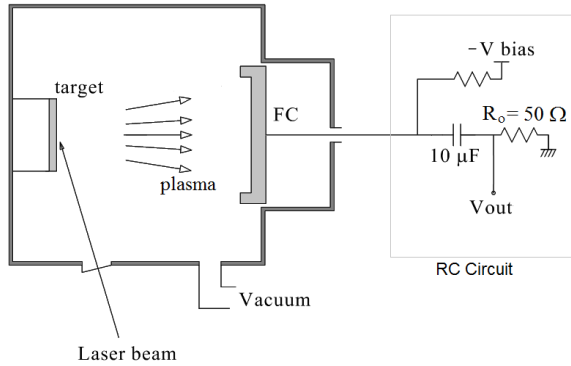 target
plasma
FC
-V bias
Rₒ= 50 Ω
10 µF
Vout
RC Circuit
Vacuum
Laser beam